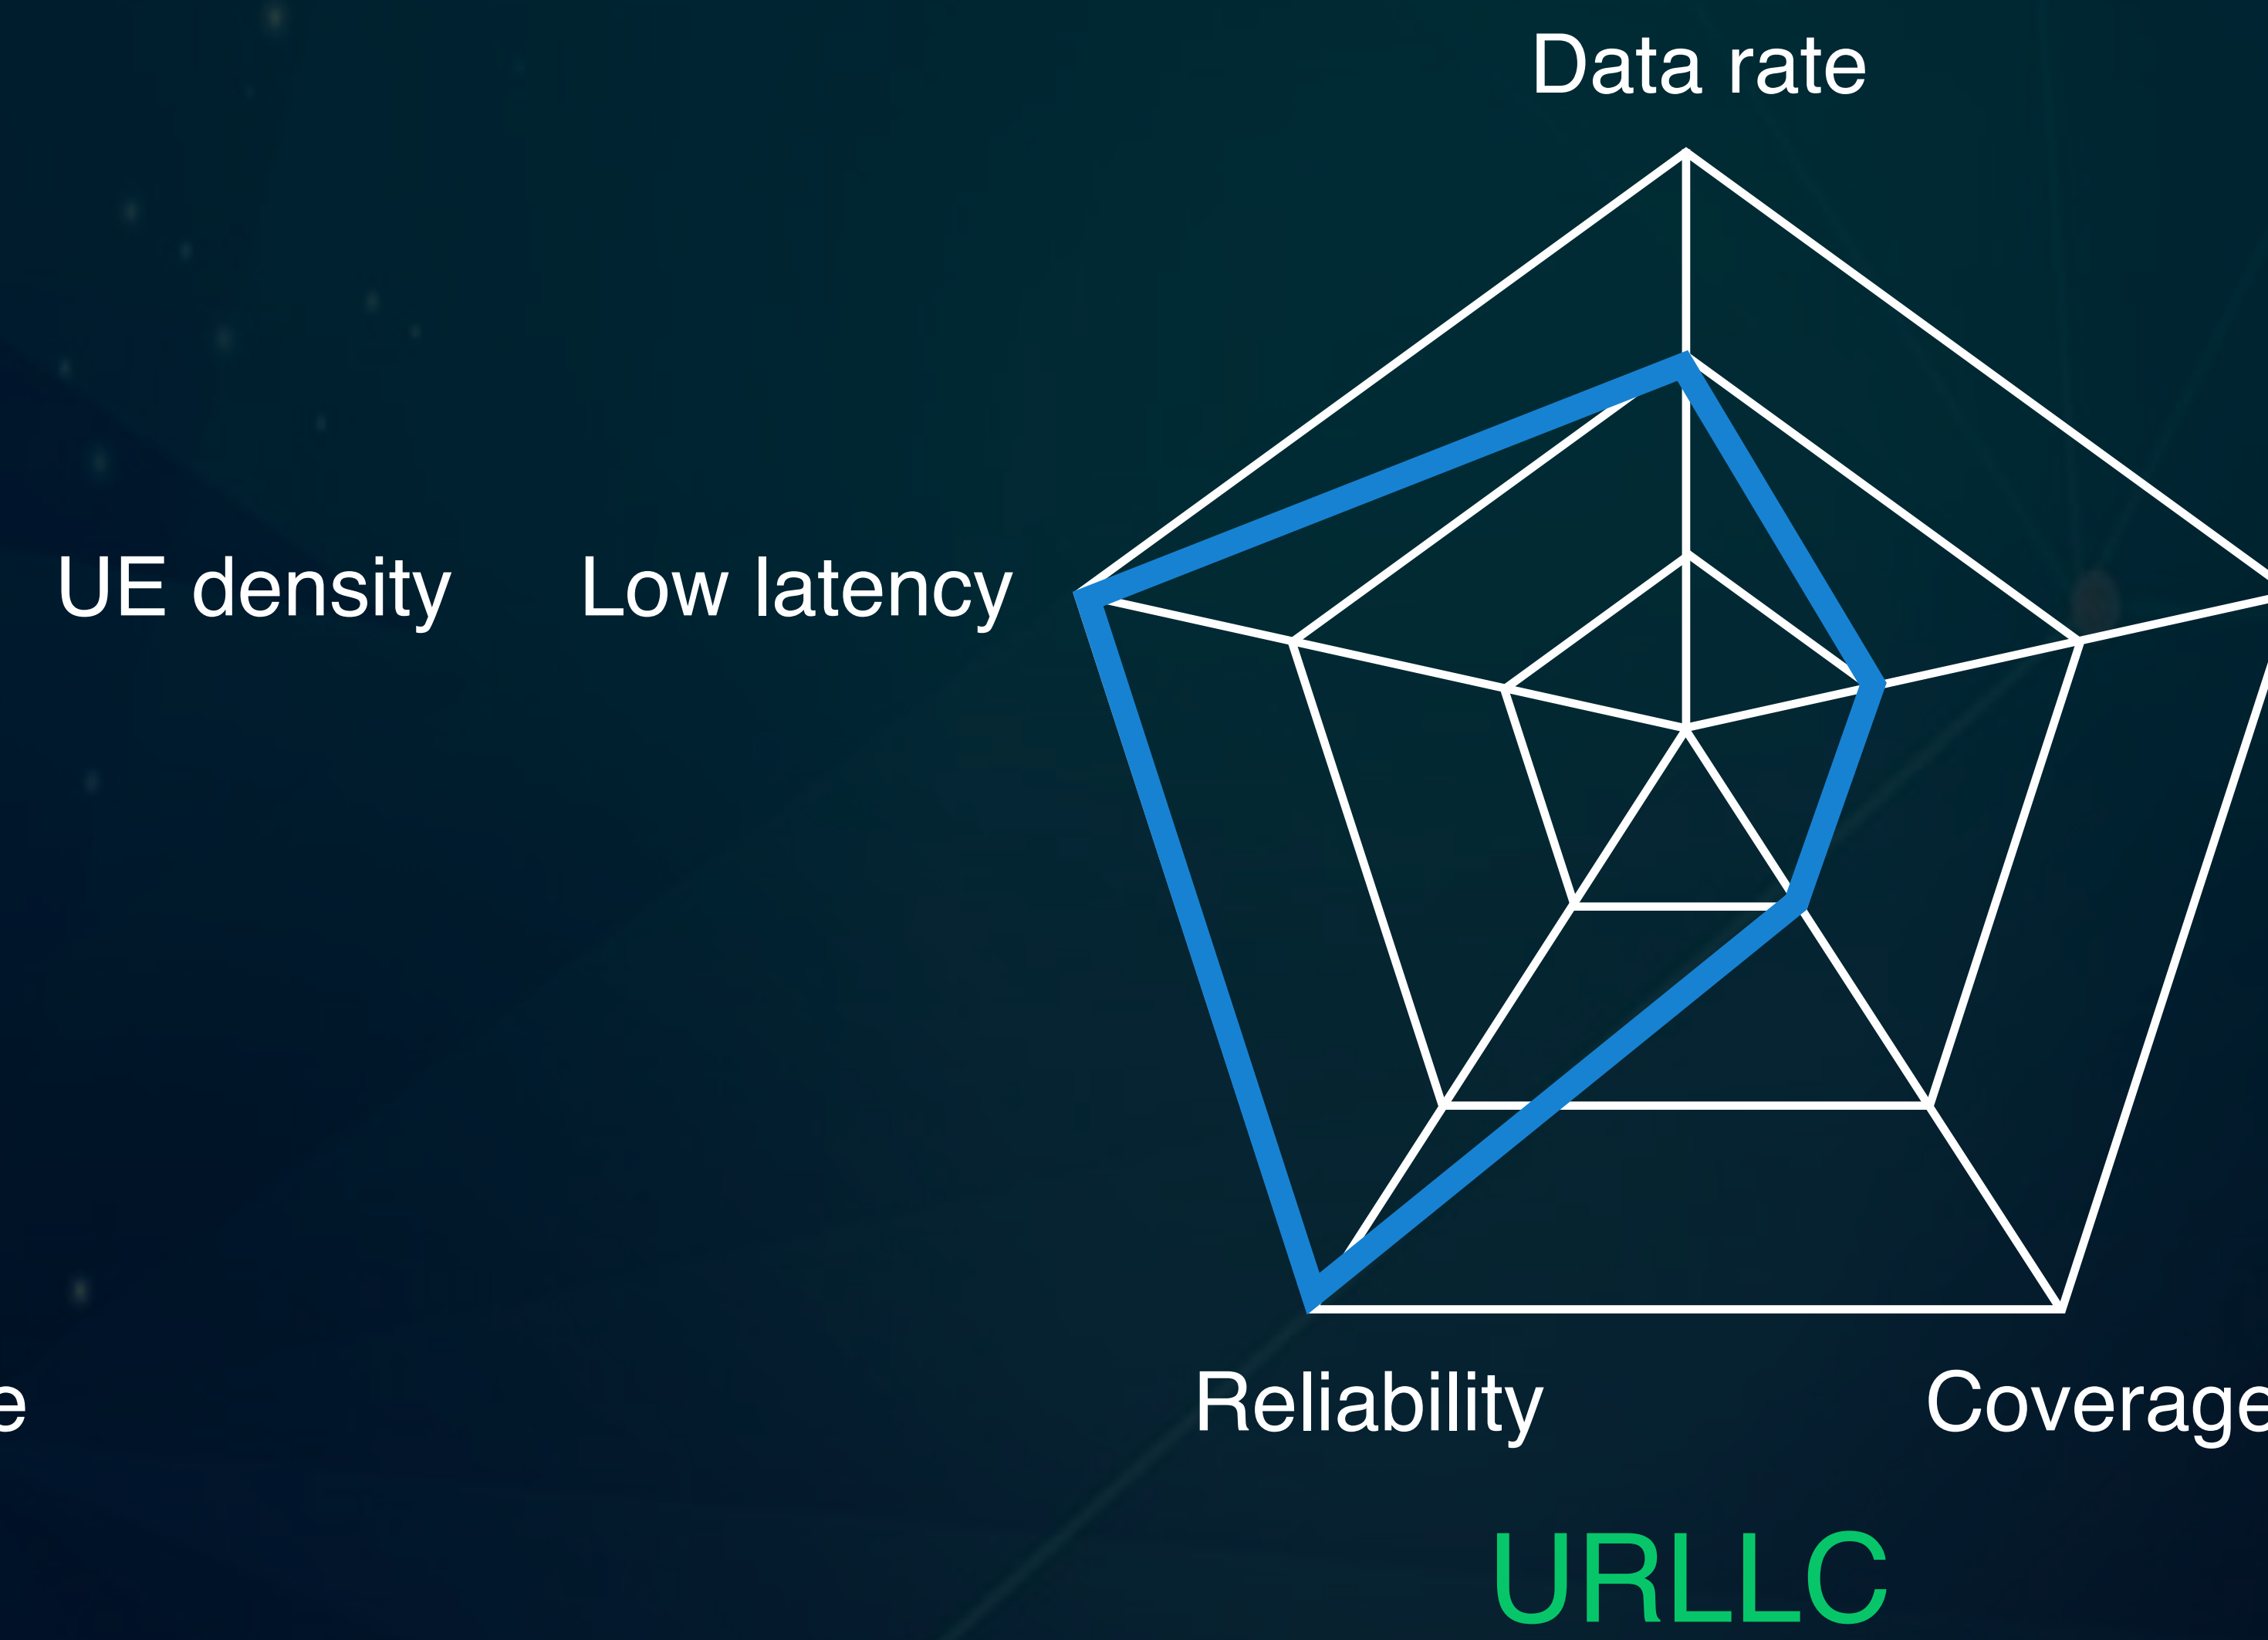 Data rate
UE density
Low latency
Reliability
Coverage
URLLC